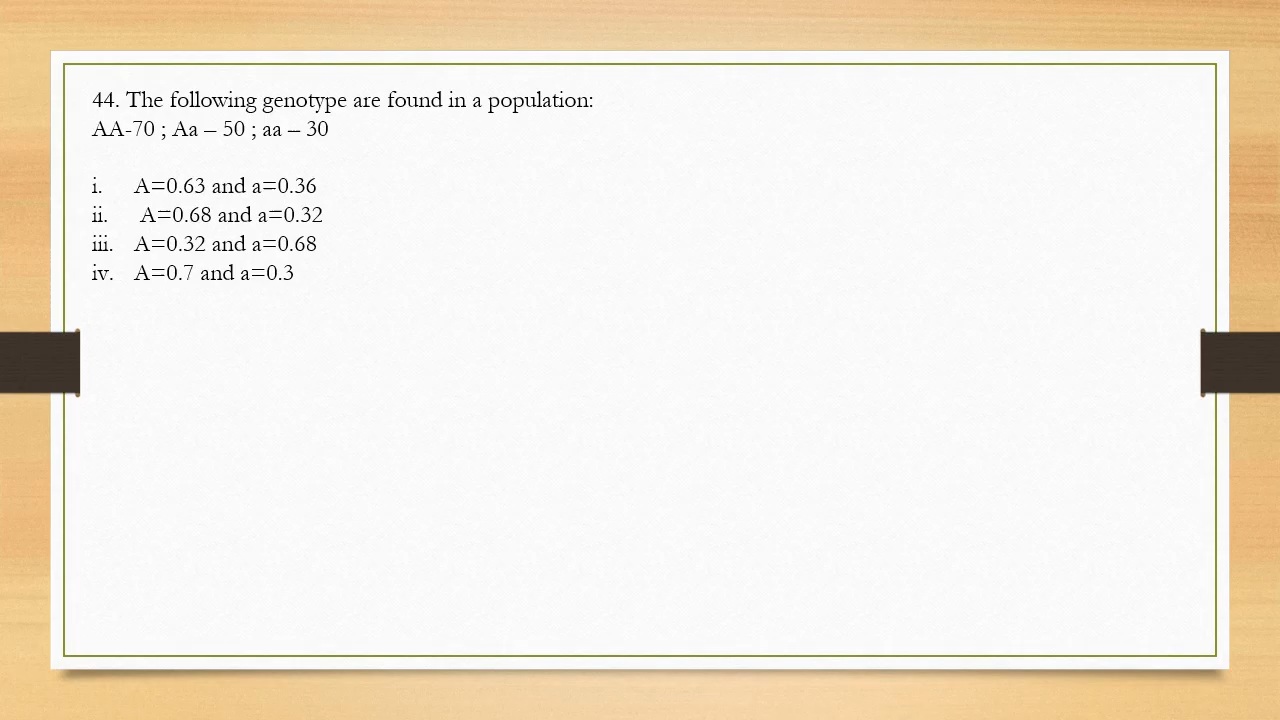 44. The following genotype are found in a population:
AA-70 ; Aa – 50 ; aa – 30
i. A=0.63 and a=0.36
ii. A=0.68 and a=0.32
iii. A=0.32 and a=0.68
iv. A=0.7 and a=0.3